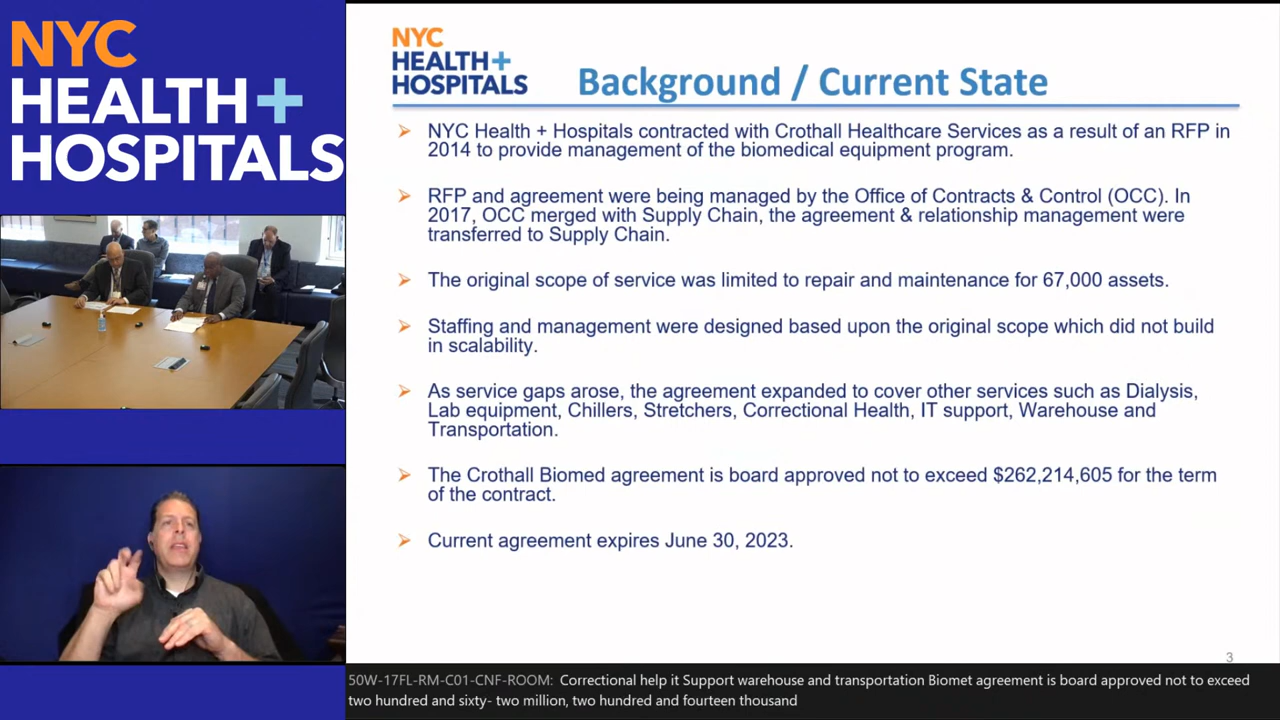 NYC
HEALTH+
HOSPITALS
NYC
HEALTH+
HOSPITALS
Background / Current State
NYC Health + Hospitals contracted with Crothall Healthcare Services as a result of an RFP in
2014 to provide management of the biomedical equipment program.
RFP and agreement were being managed by the Office of Contracts & Control (OCC). In
2017, OCC merged with Supply Chain, the agreement & relationship management were
transferred to Supply Chain.
The original scope of service was limited to repair and maintenance for 67,000 assets.
Staffing and management were designed based upon the original scope which did not build
in scalability.
As service gaps arose, the agreement expanded to cover other services such as Dialysis,
Lab equipment, Chillers, Stretchers, Correctional Health, IT support, Warehouse and
Transportation.
The Crothall Biomed agreement is board approved not to exceed $262,214,605 for the term
of the contract.
Current agreement expires June 30, 2023.
3
50W-17FL-RM-C01-CNF-ROOM: Correctional help it Support warehouse and transportation Biomet agreement is board approved not to exceed
two hundred and sixty- two million, two hundred and fourteen thousand